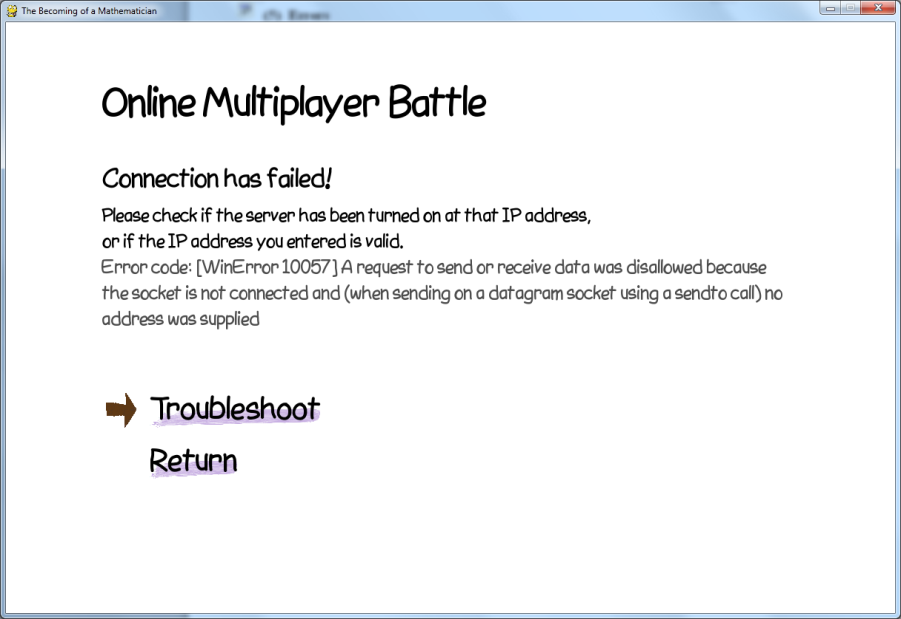 The Becoming of a Mathematician
Errors
Online Multiplayer Battle
Connection has failed!
Please check if the server has been turned on at that IP address,
or if the IP address you entered is valid.
Error code: [WinError 10057] A request to send or receive data was disallowed because
the socket is not connected and (when sending on a datagram socket using a sendto call) no
address was supplied
Troubleshoot
Return